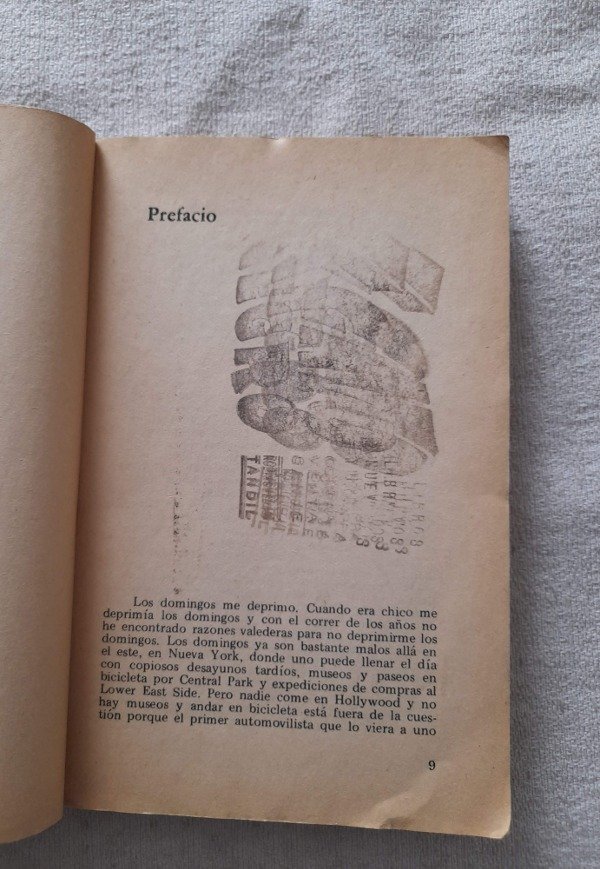 Prefacio
TANDIL
Los domingos me deprimo. Cuando era chico me
deprimía los domingos y con el correr de los años no
he encontrado razones valederas para no deprimirme los
domingos. Los domingos ya son bastante malos allá en
el este, en Nueva York, donde uno puede llenar el día
con copiosos desayunos tardíos, museos y paseos en
bicicleta por Central Park y expediciones de compras al
Lower East Side. Pero nadie come en Hollywood y no
hay museos y andar en bicicleta está fuera de la cues-
tión porque el primer automovilista que lo viera a uno
9